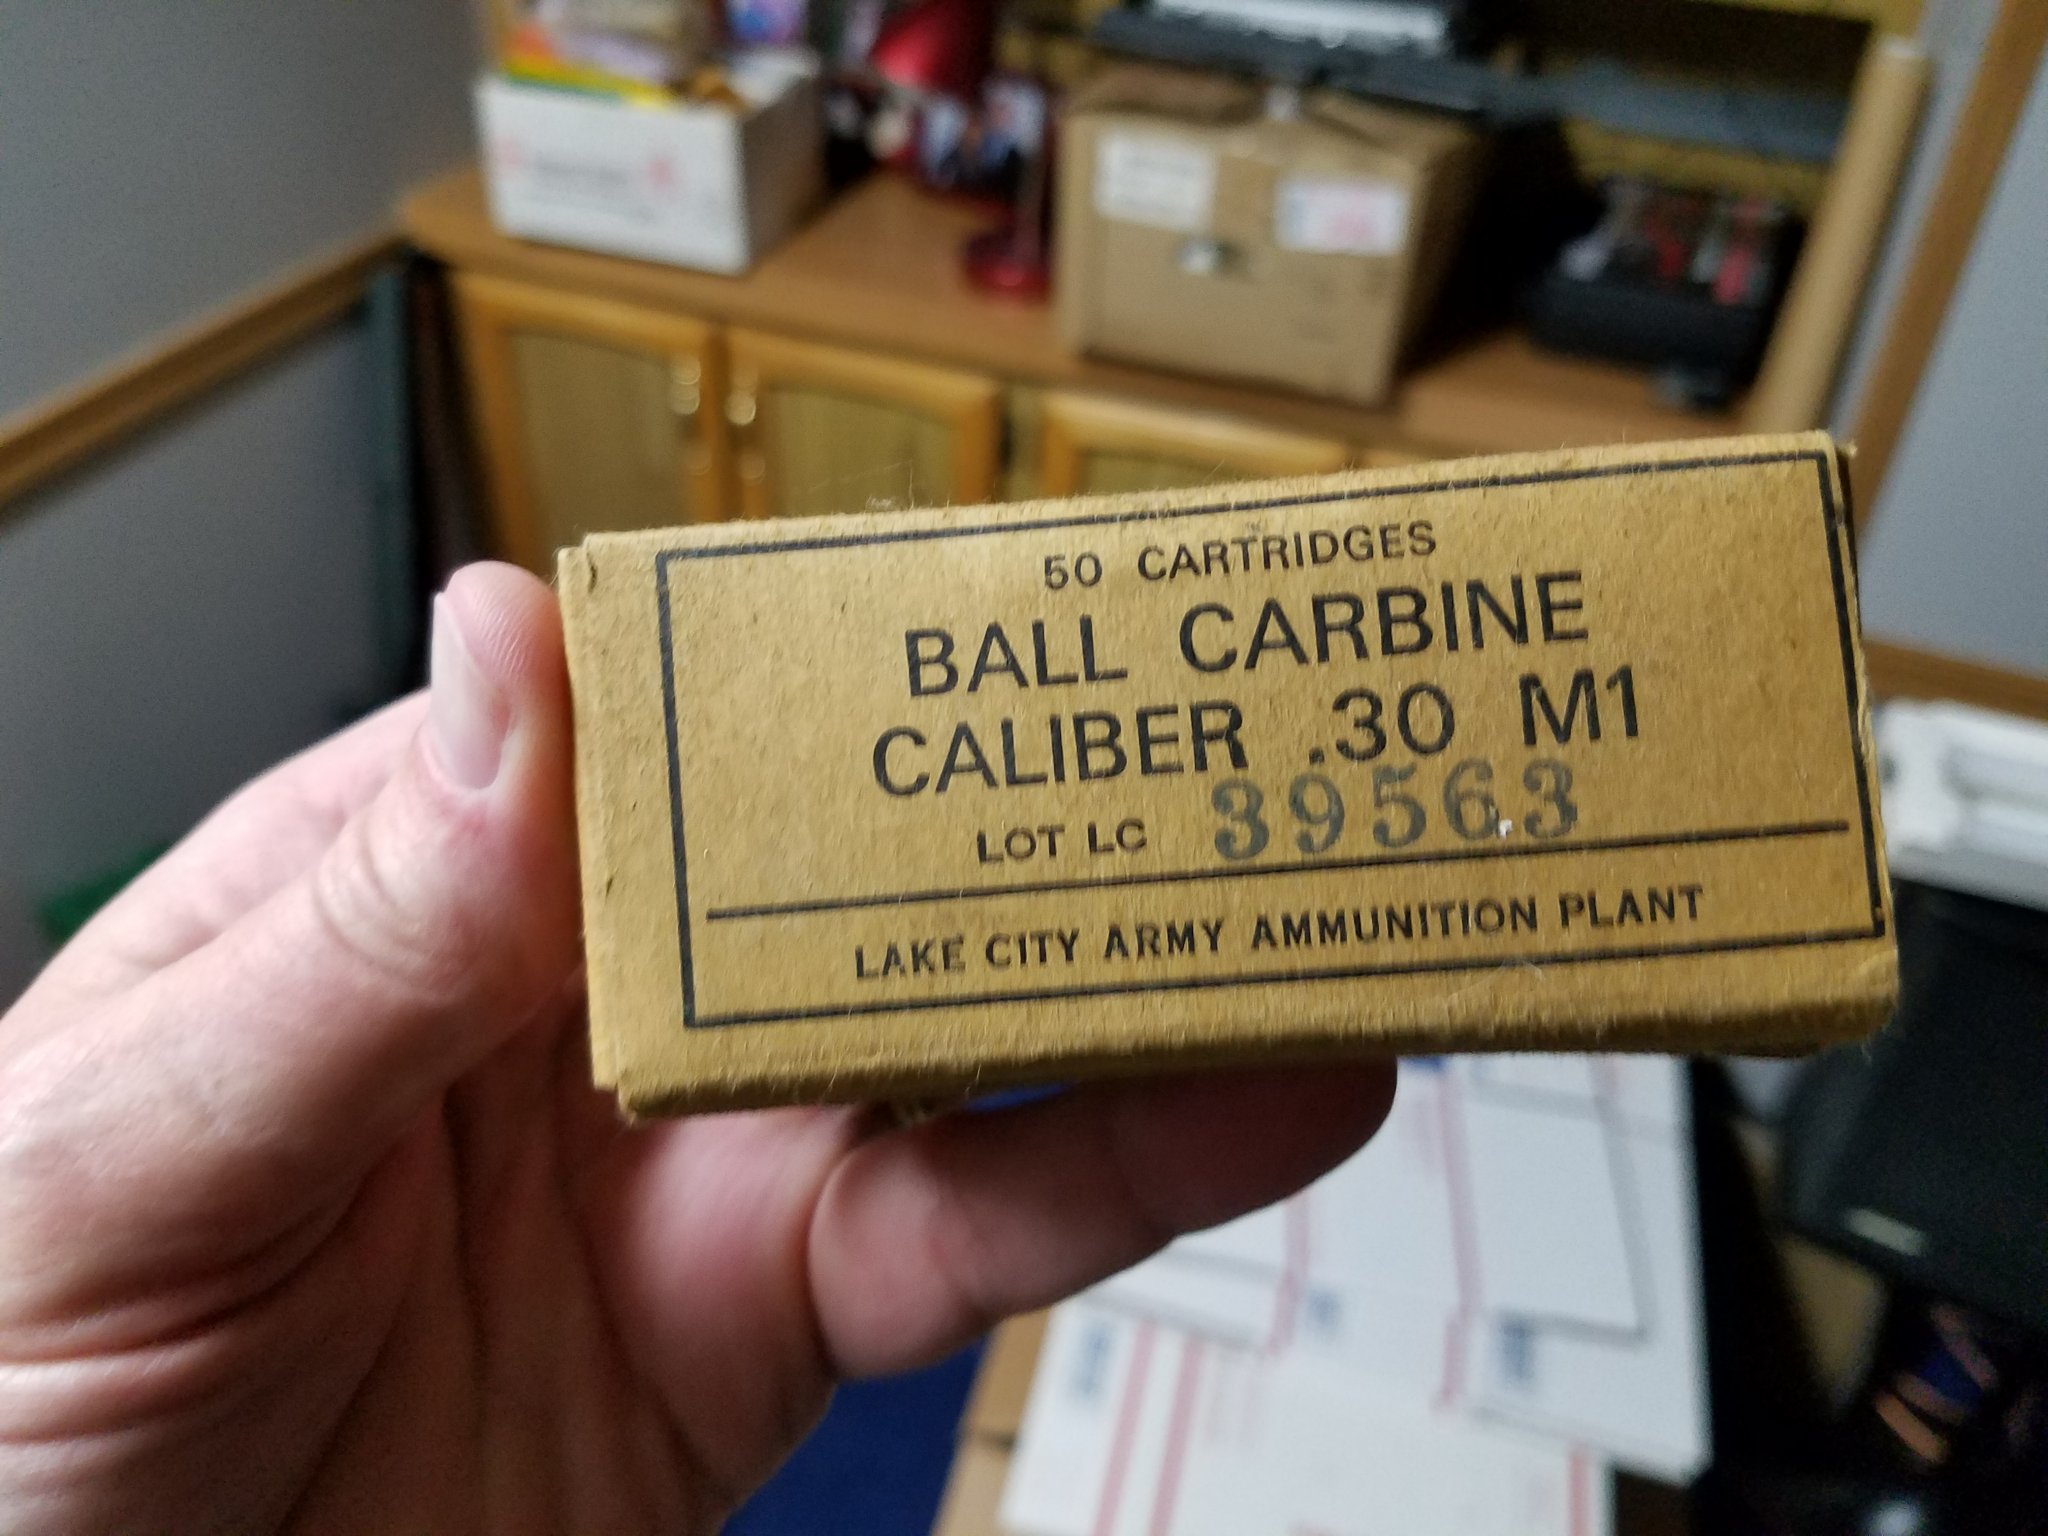 50 CARTRIDGES
BALL CARBINE
CALIBER .30 M1
LOT LC 39563
LAKE CITY ARMY AMMUNITION PLANT